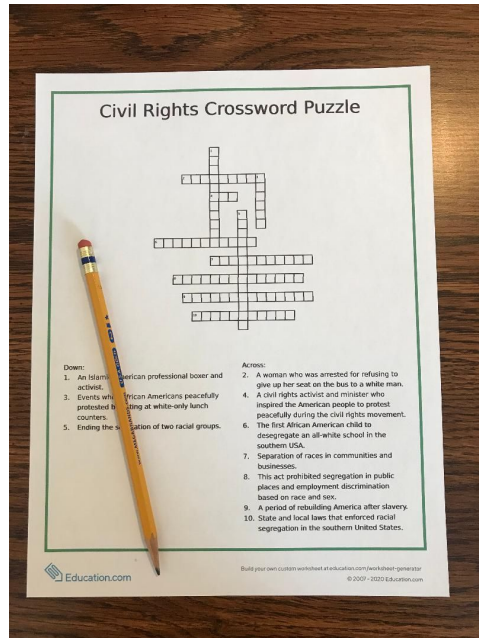 Civil Rights Crossword Puzzle
Down:
1. An Islamic American professional boxer and
activist.
3. Events where African Americans peacefully
protested by sitting at white-only lunch
counters.
5. Ending the of two racial groups.
Across:
2. A woman who was arrested for refusing to
give up her seat on the bus to a white man.
4. A civil rights activist and minister who
inspired the American people to protest
peacefully during the civil rights movement.
6. The first African American child to
desegregate an all-white school in the
southern USA.
7. Separation of races in communities and
businesses.
8. This act prohibited segregation in public
places and employment discrimination
based on race and sex.
9. A period of rebuilding America after slavery.
10. State and local laws that enforced racial
segregation in the southern United States.
Education.com
Build your own custom worksheet at education.com/worksheet-generator
© 2007 - 2020 Education.com